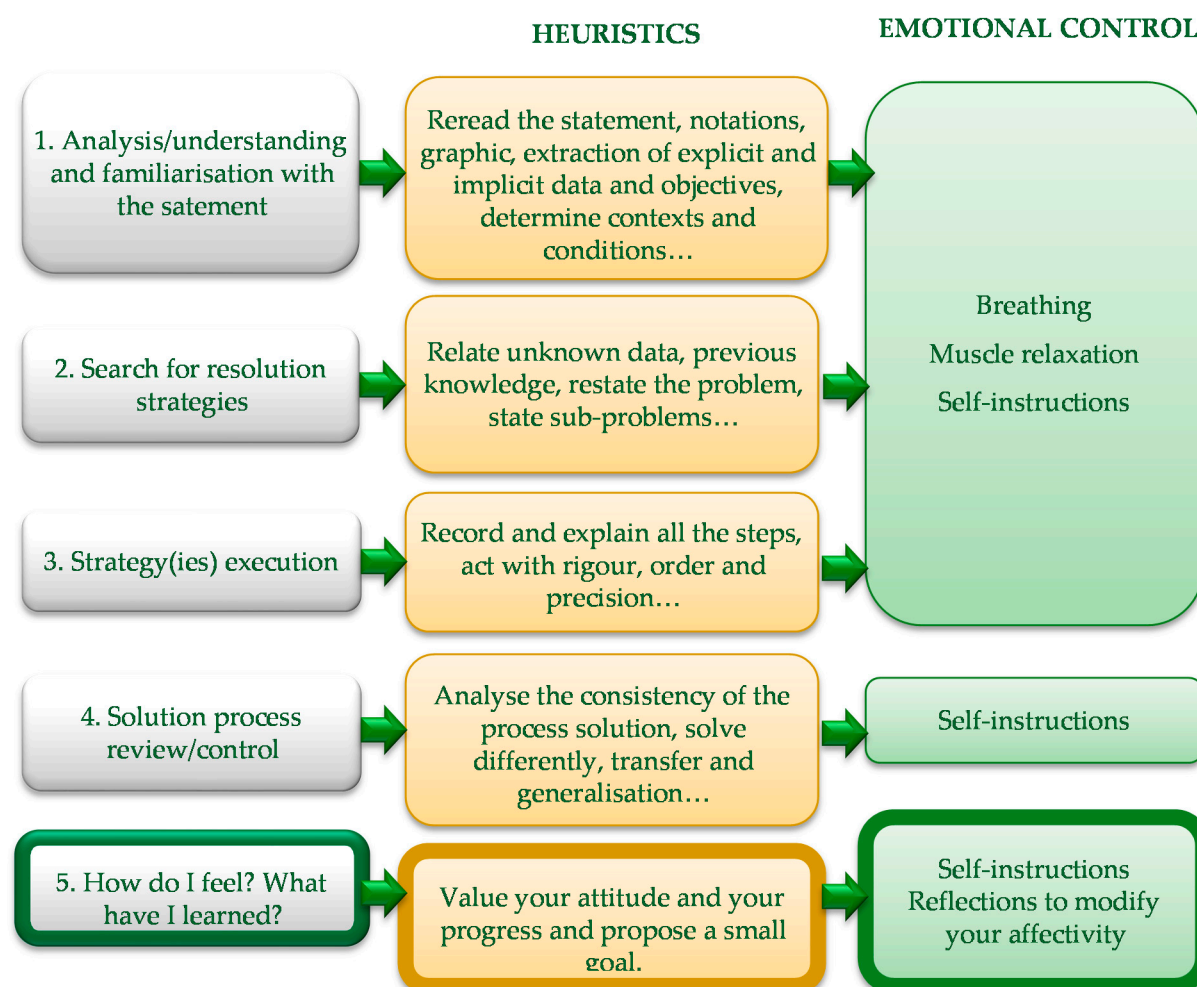 HEURISTICS
EMOTIONAL CONTROL
1. Analysis/understanding
and familiarisation with
the satement
Reread the statement, notations,
graphic, extraction of explicit and
implicit data and objectives,
determine contexts and
conditions…
Breathing
Muscle relaxation
Self-instructions
2. Search for resolution
strategies
Relate unknown data, previous
knowledge, restate the problem,
state sub-problems…
3. Strategy(ies) execution
Record and explain all the steps,
act with rigour, order and
precision…
4. Solution process
review/control
Analyse the consistency of the
process solution, solve
differently, transfer and
generalisation…
Self-instructions
5. How do I feel? What
have I learned?
Value your attitude and your
progress and propose a small
goal.
Self-instructions
Reflections to modify
your affectivity